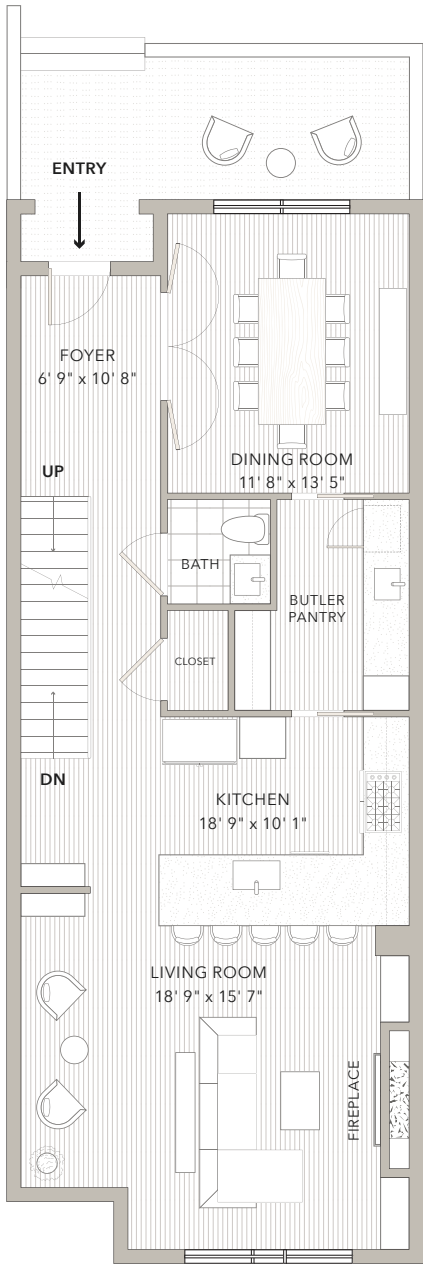 ENTRY
FOYER
6' 9" x 10' 8"
DINING ROOM
11' 8" x 13' 5"
UP
BATH
BUTLER
PANTRY
CLOSET
DN
KITCHEN
18' 9" x 10' 1"
LIVING ROOM
18' 9" x 15' 7"
FIREPLACE